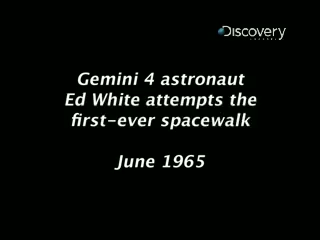 Discovery
Gemini 4 astronaut
Ed White attempts the
first-ever spacewalk
June 1965